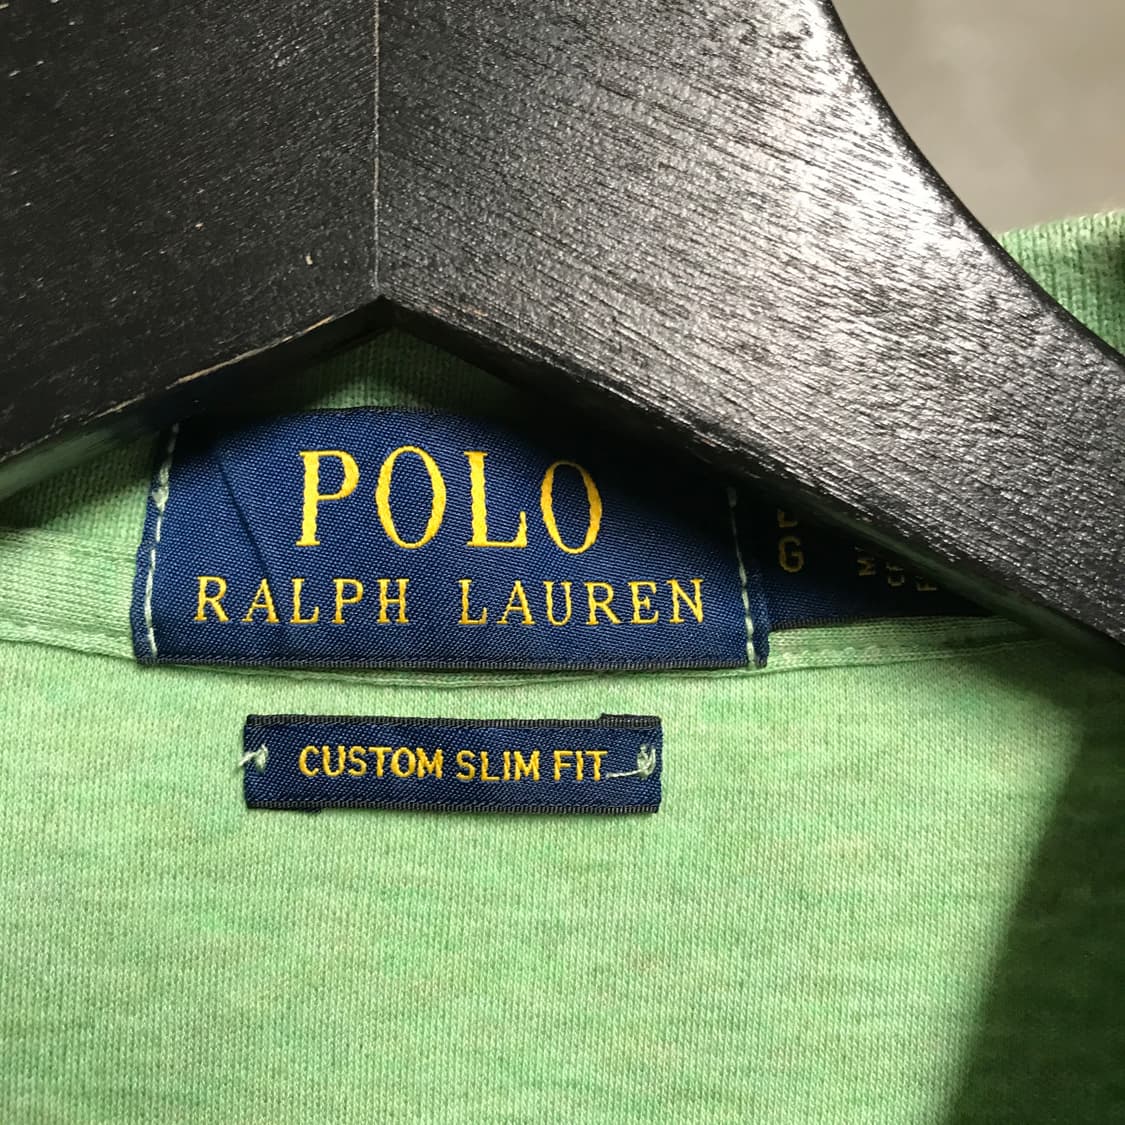 POLO
RALPH LAUREN
CUSTOM SLIM FIT